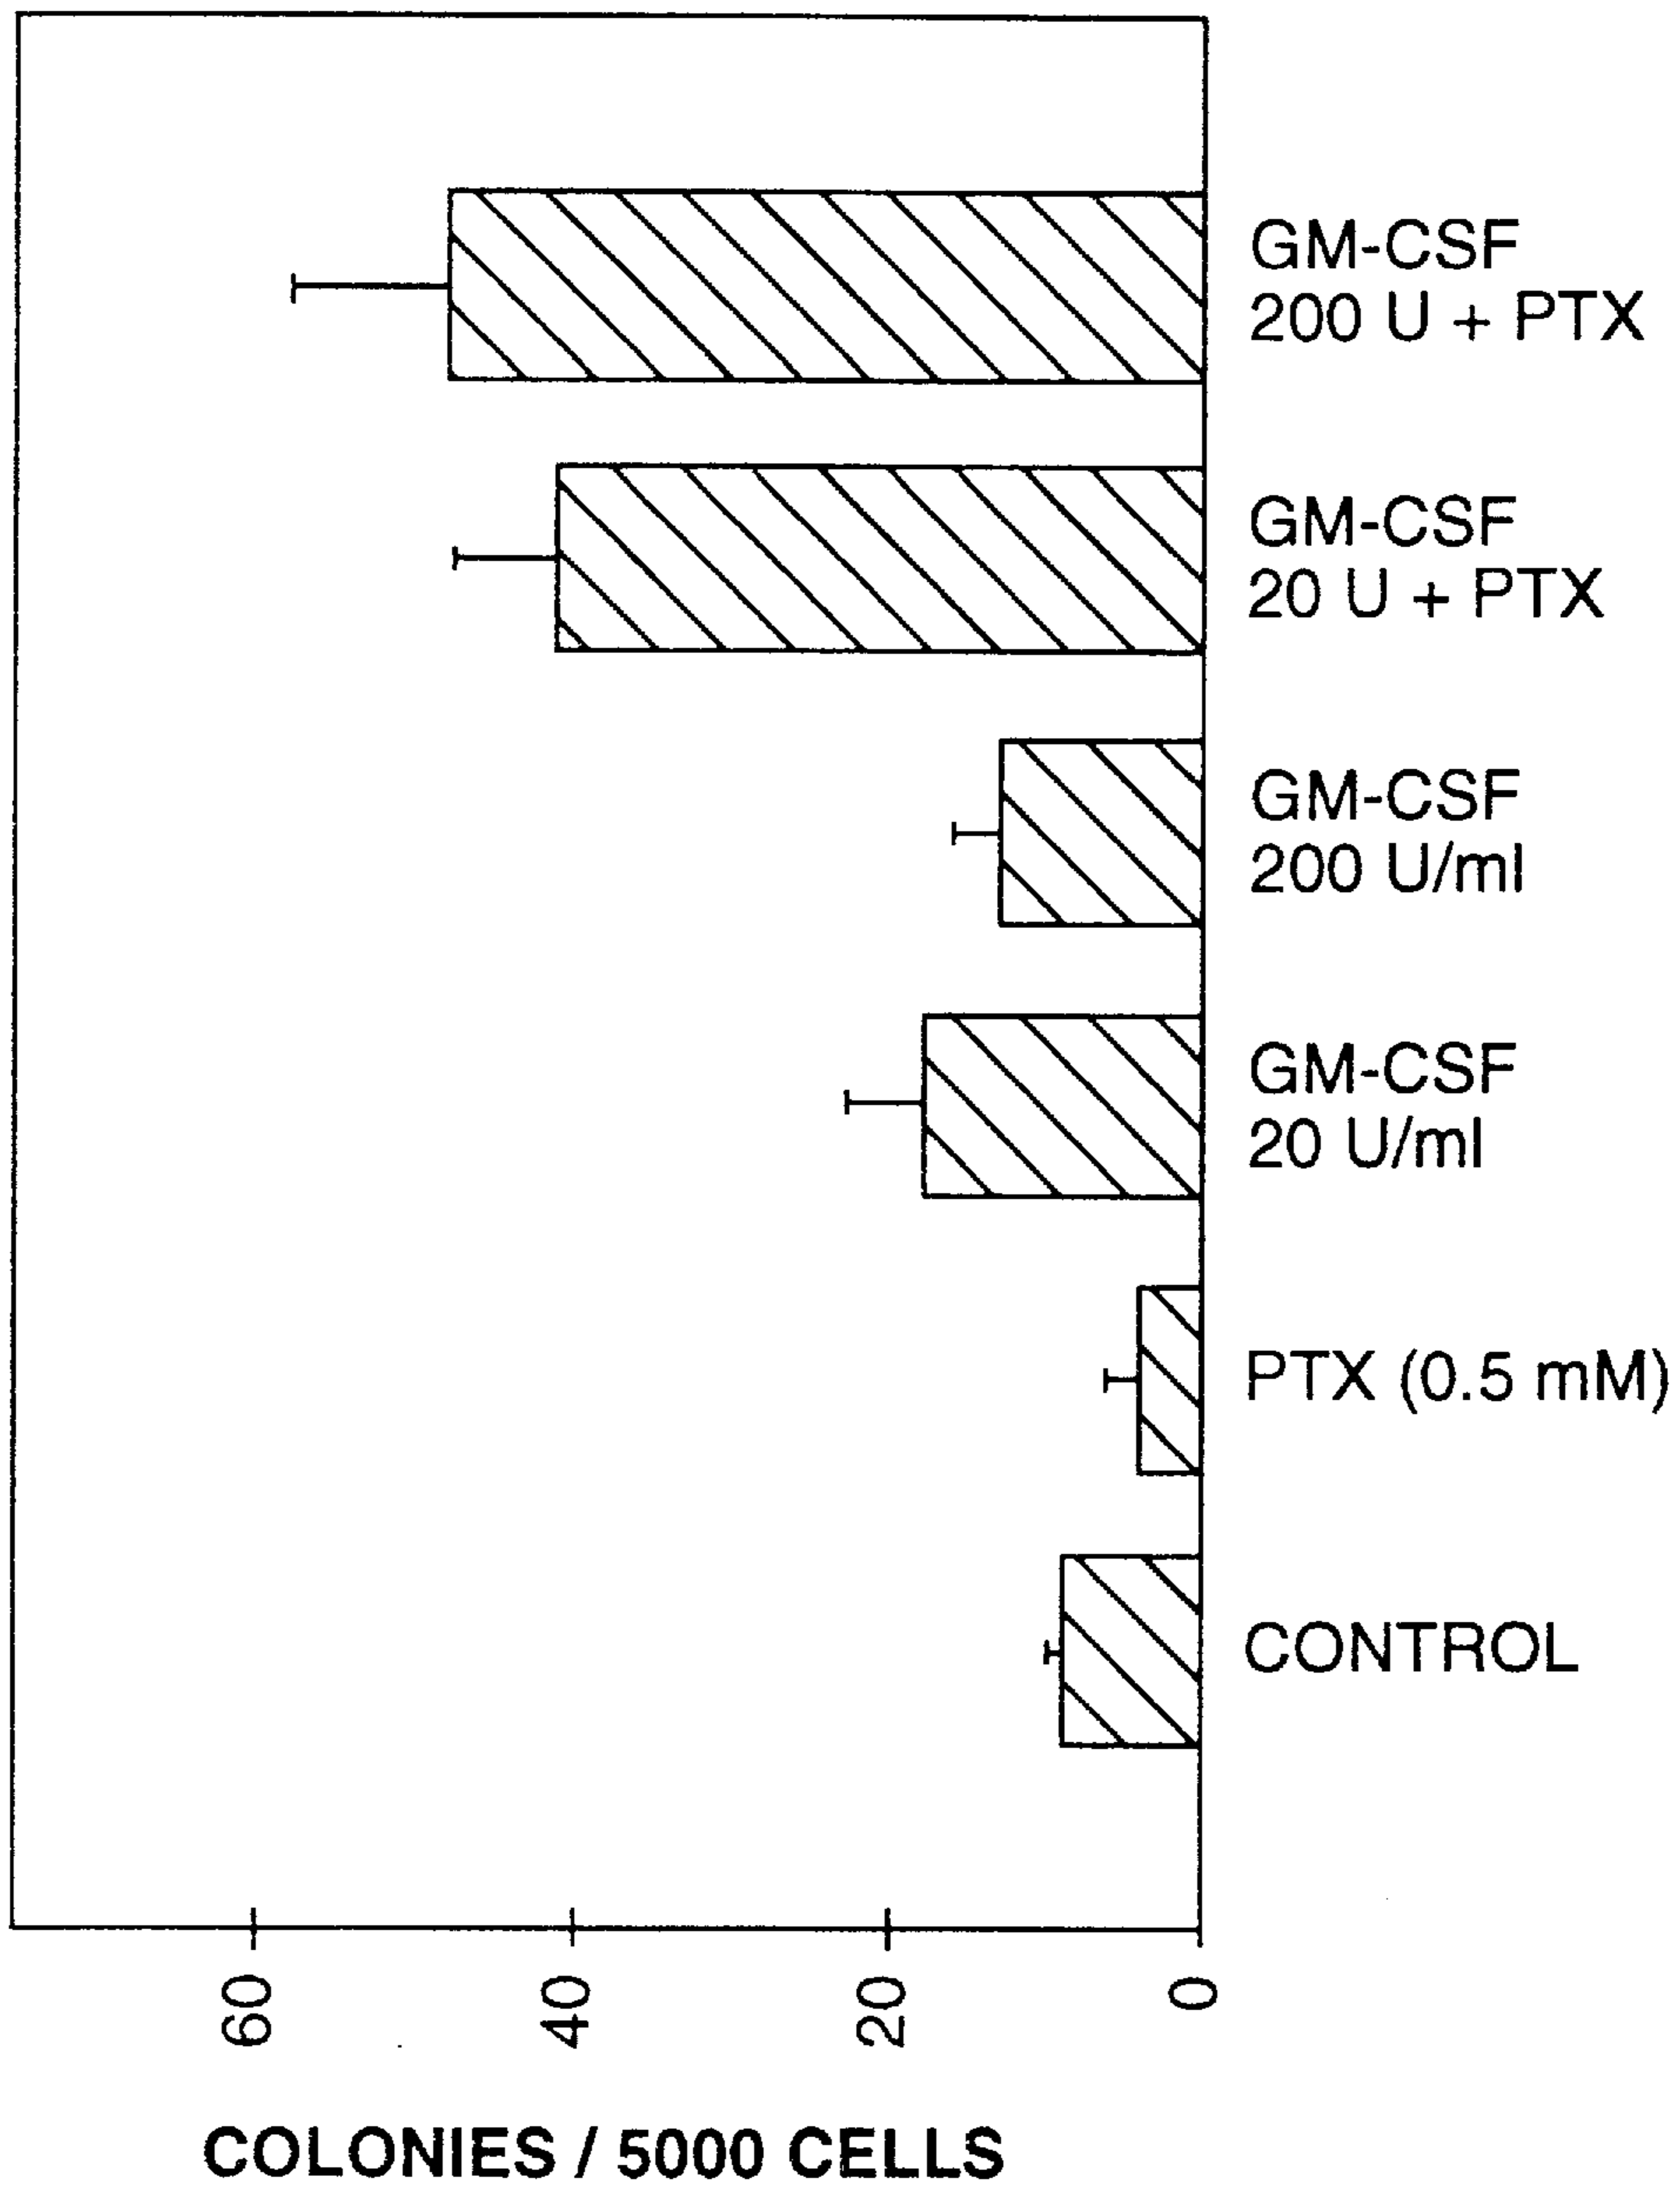 GM-CSF
200 U + PTX
GM-CSF
20 U + PTX
GM-CSF
200 U/ml
GM-CSF
20 U/ml
PTX (0.5 mM)
CONTROL
60
40
20
0
COLONIES / 5000 CELLS